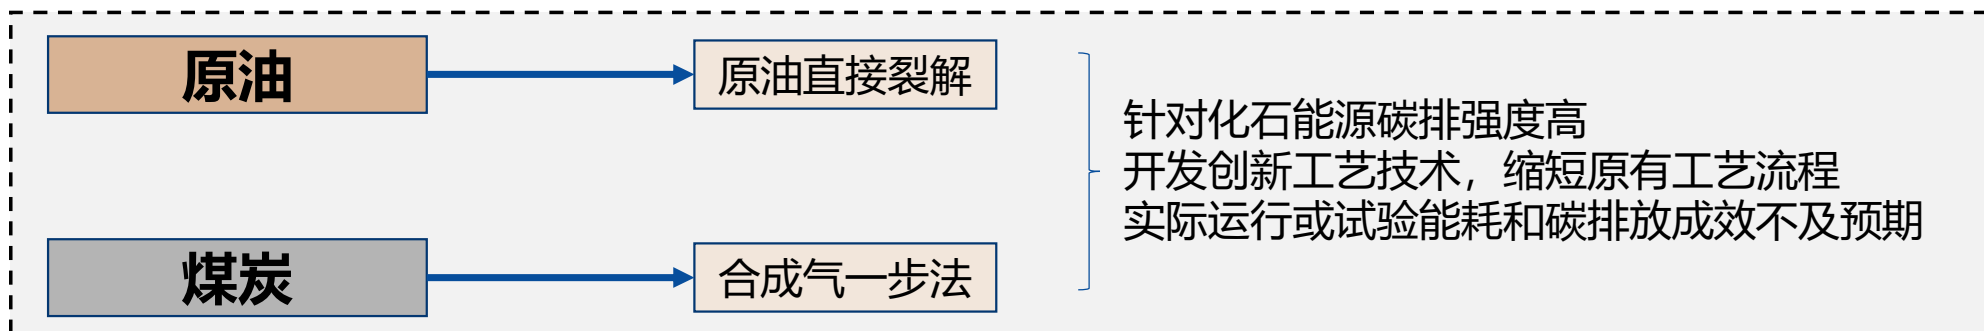 原油
原油直接裂解
针对化石能源碳排强度高
开发创新工艺技术，缩短原有工艺流程
实际运行或试验能耗和碳排放成效不及预期
煤炭
合成气一步法